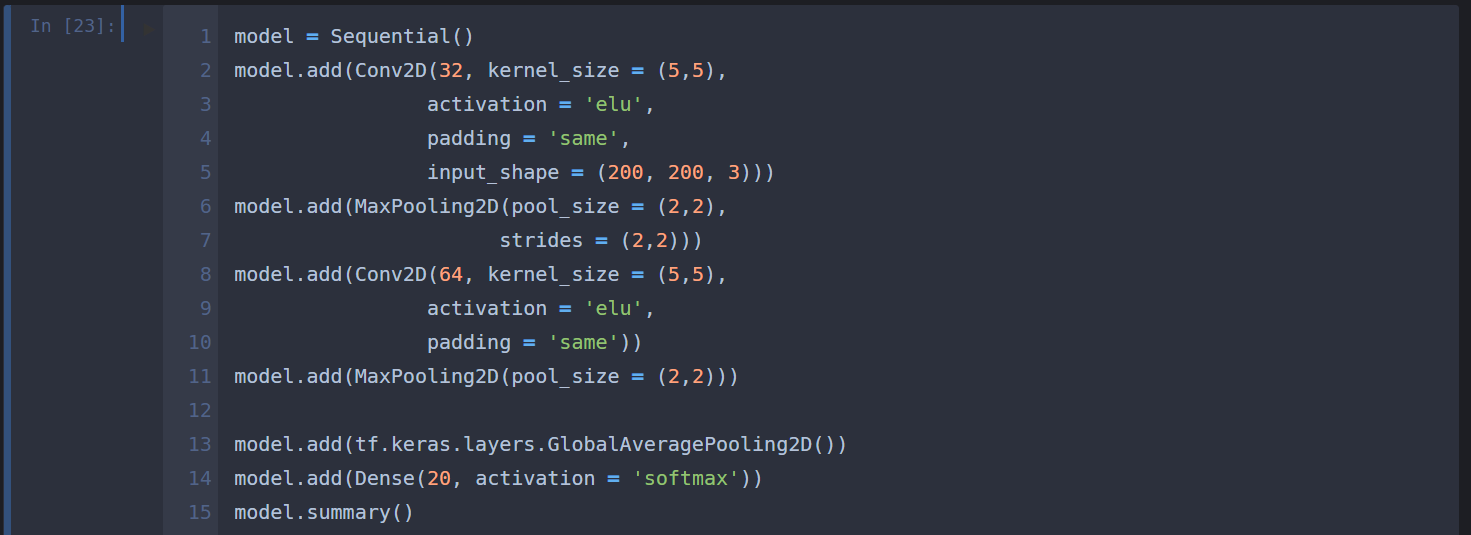 In [23]:
1 model = Sequential()
2 model.add(Conv2D(32, kernel_size = (5,5),
3                 activation = 'elu',
4                 padding = 'same',
5                 input_shape = (200, 200, 3)))
6 model.add(MaxPooling2D(pool_size = (2,2),
7                       strides = (2,2)))
8 model.add(Conv2D(64, kernel_size = (5,5),
9                 activation = 'elu',
10                 padding = 'same'))
11 model.add(MaxPooling2D(pool_size = (2,2)))
12
13 model.add(tf.keras.layers.GlobalAveragePooling2D())
14 model.add(Dense(20, activation = 'softmax'))
15 model.summary()